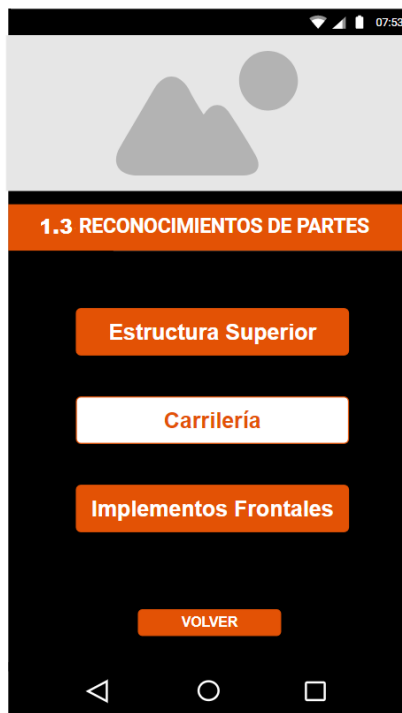 07:53
1.3 RECONOCIMIENTOS DE PARTES
Estructura Superior
Carrilería
Implementos Frontales
VOLVER